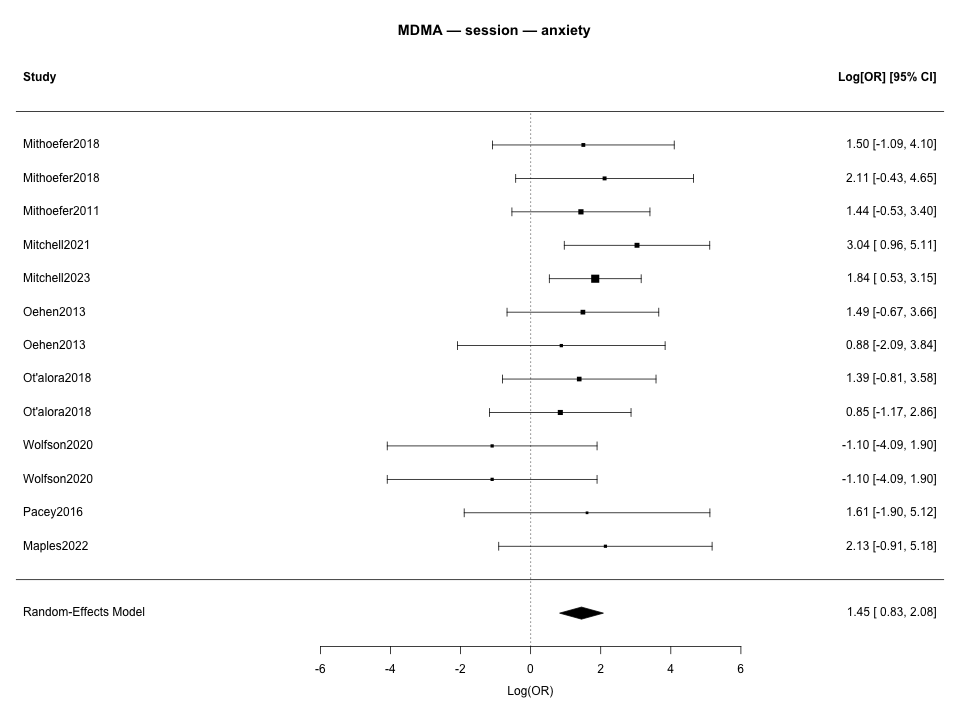 MDMA — session — anxiety
Study Log[OR] [95% CI]
Mithoefer2018 1.50 [-1.09, 4.10]
Mithoefer2018 2.11 [-0.43, 4.65]
Mithoefer2011 1.44 [-0.53, 3.40]
Mitchell2021 3.04 [ 0.96, 5.11]
Mitchell2023 1.84 [ 0.53, 3.15]
Oehen2013 1.49 [-0.67, 3.66]
Oehen2013 0.88 [-2.09, 3.84]
Ot'alora2018 1.39 [-0.81, 3.58]
Ot'alora2018 0.85 [-1.17, 2.86]
Wolfson2020 -1.10 [-4.09, 1.90]
Wolfson2020 -1.10 [-4.09, 1.90]
Pacey2016 1.61 [-1.90, 5.12]
Maples2022 2.13 [-0.91, 5.18]
Random-Effects Model 1.45 [ 0.83, 2.08]
-6 -4 -2 0 2 4 6
Log(OR)